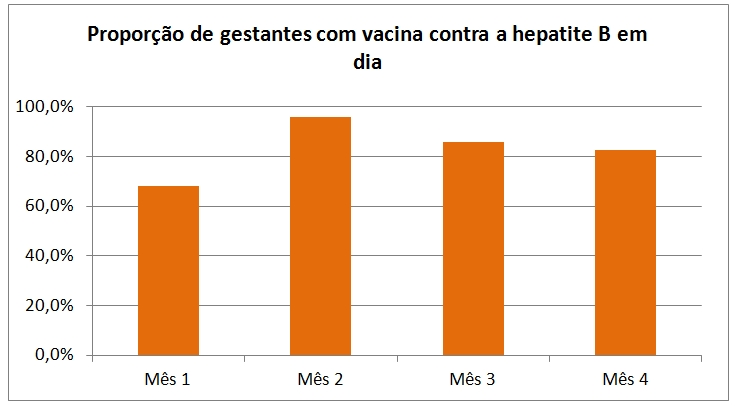 Proporção de gestantes com vacina contra a hepatite B em
dia
100,0%
80,0%
60,0%
40,0%
20,0%
0,0%
Mês 1
Mês 2
Mês 3
Mês 4